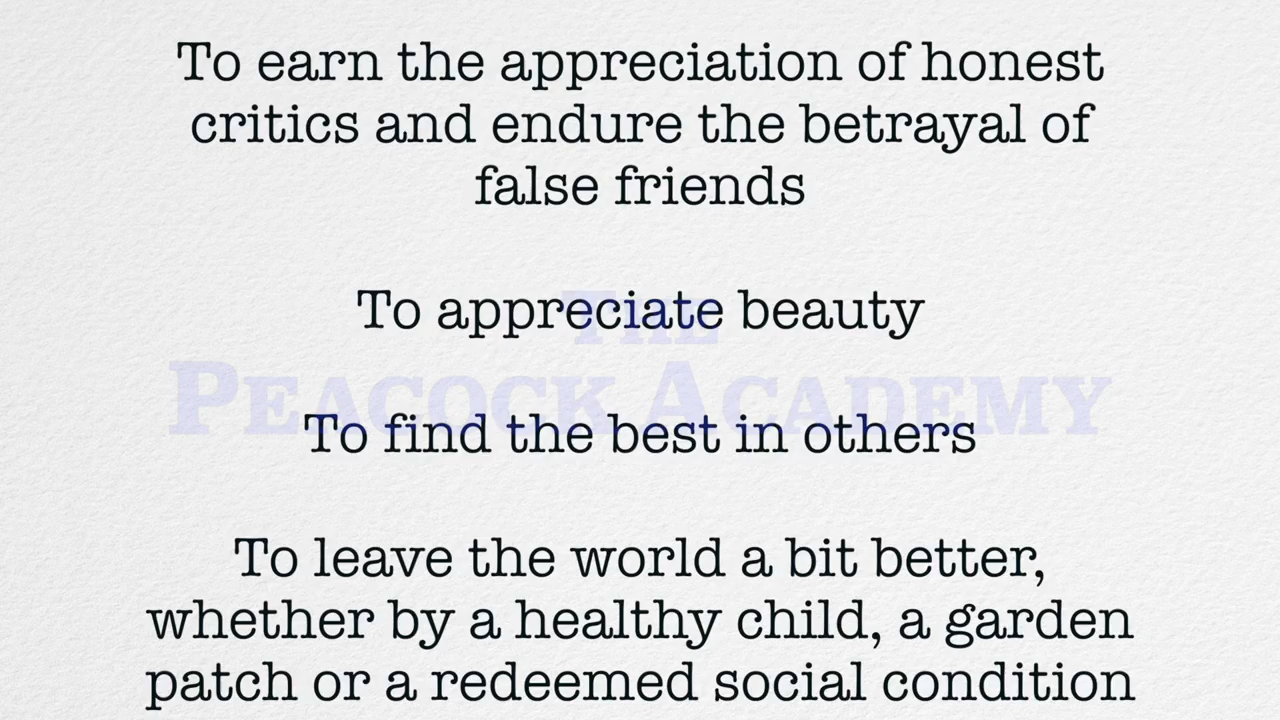 To earn the appreciation of honest
critics and endure the betrayal of
false friends
To appreciate beauty
THE
PEACOCK ACADEMY
To find the best in others
To leave the world a bit better,
whether by a healthy child, a garden
patch or a redeemed social condition